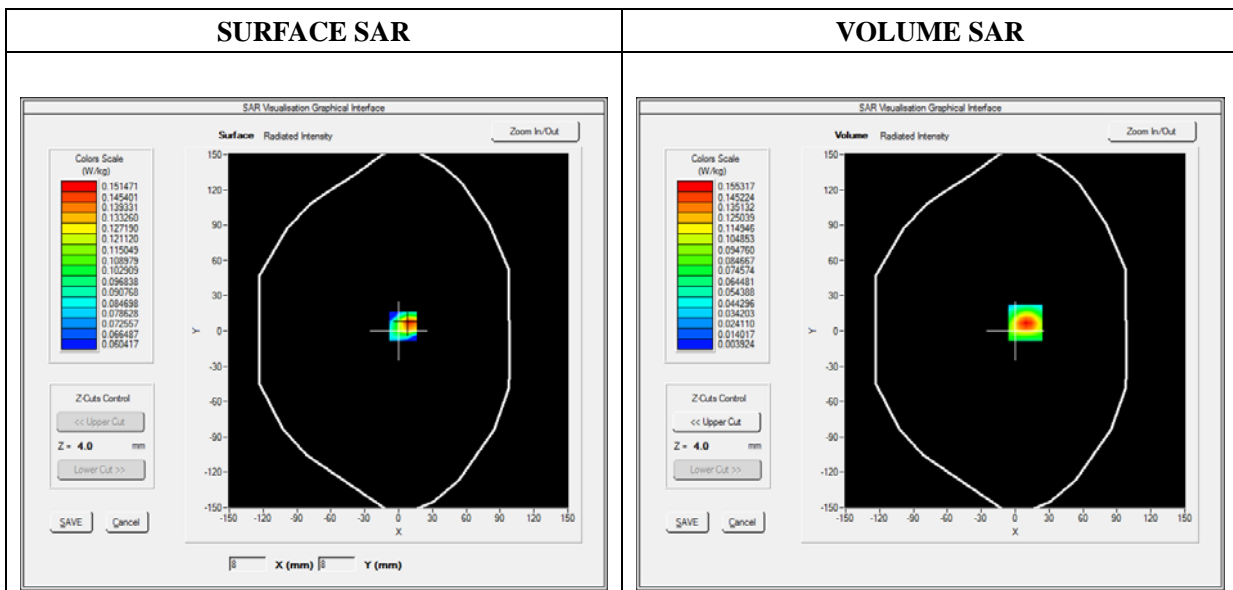 SURFACE SAR
VOLUME SAR
SAR Visualisation Graphical Interface
Surface Radiated Intensity
Zoom In/Out
Colors Scale
(W/kg)
0.151471
0.145401
0.139331
0.133260
0.127190
0.121120
0.115049
0.108979
0.102909
0.096838
0.090768
0.084698
0.078628
0.072557
0.066487
0.060417
Z-Cuts Control
<< Upper Cut
Z = 4.0 mm
Lower Cut >>
SAVE Cancel
150
120
90
60
30
0
-30
-60
-90
-120
-150
Y
-150 -120 -90 -60 -30 0 30 60 90 120 150
X
8 X (mm) 8 Y (mm)
SAR Visualisation Graphical Interface
Volume Radiated Intensity
Zoom In/Out
Colors Scale
(W/kg)
0.155317
0.145224
0.135132
0.125039
0.114946
0.104853
0.094760
0.084667
0.074574
0.064481
0.054388
0.044296
0.034203
0.024110
0.014017
0.003924
Z-Cuts Control
<< Upper Cut
Z = 4.0 mm
Lower Cut >>
SAVE Cancel
150
120
90
60
30
0
-30
-60
-90
-120
-150
Y
-150 -120 -90 -60 -30 0 30 60 90 120 150
X